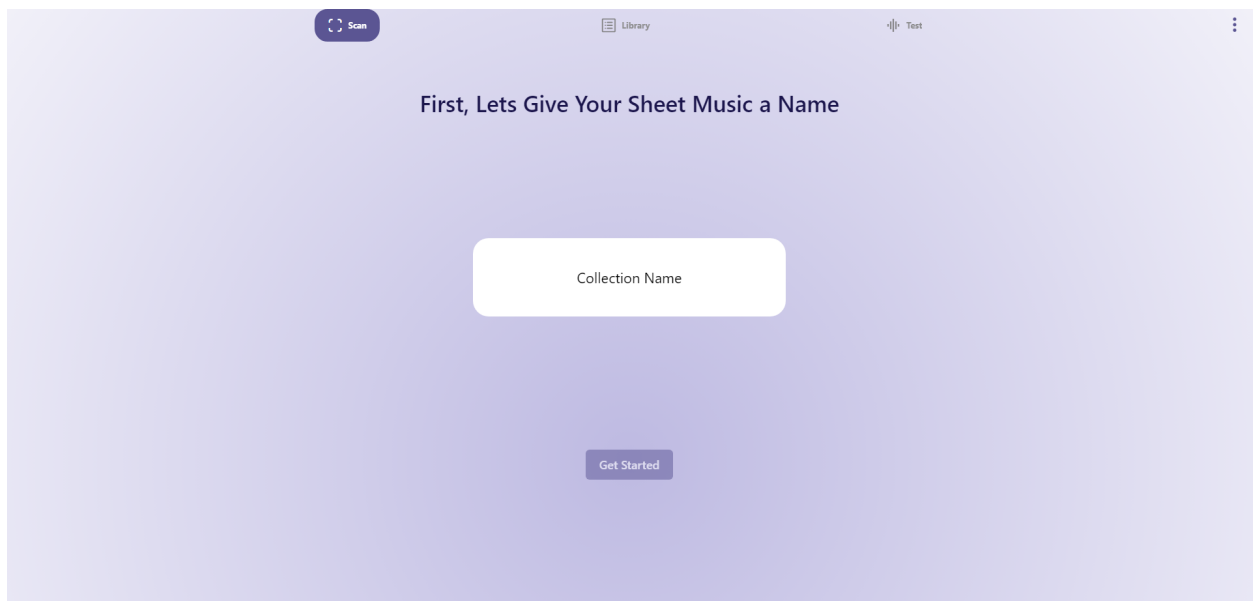 Scan
Library
Test
First, Lets Give Your Sheet Music a Name
Collection Name
Get Started